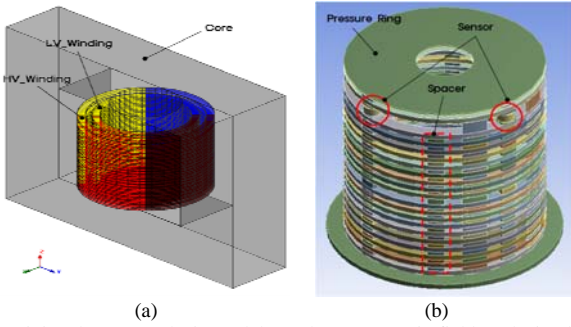 Core
LV_Winding
HV_Winding
Pressure Ring
Sensor
Spacer
(a)
(b)